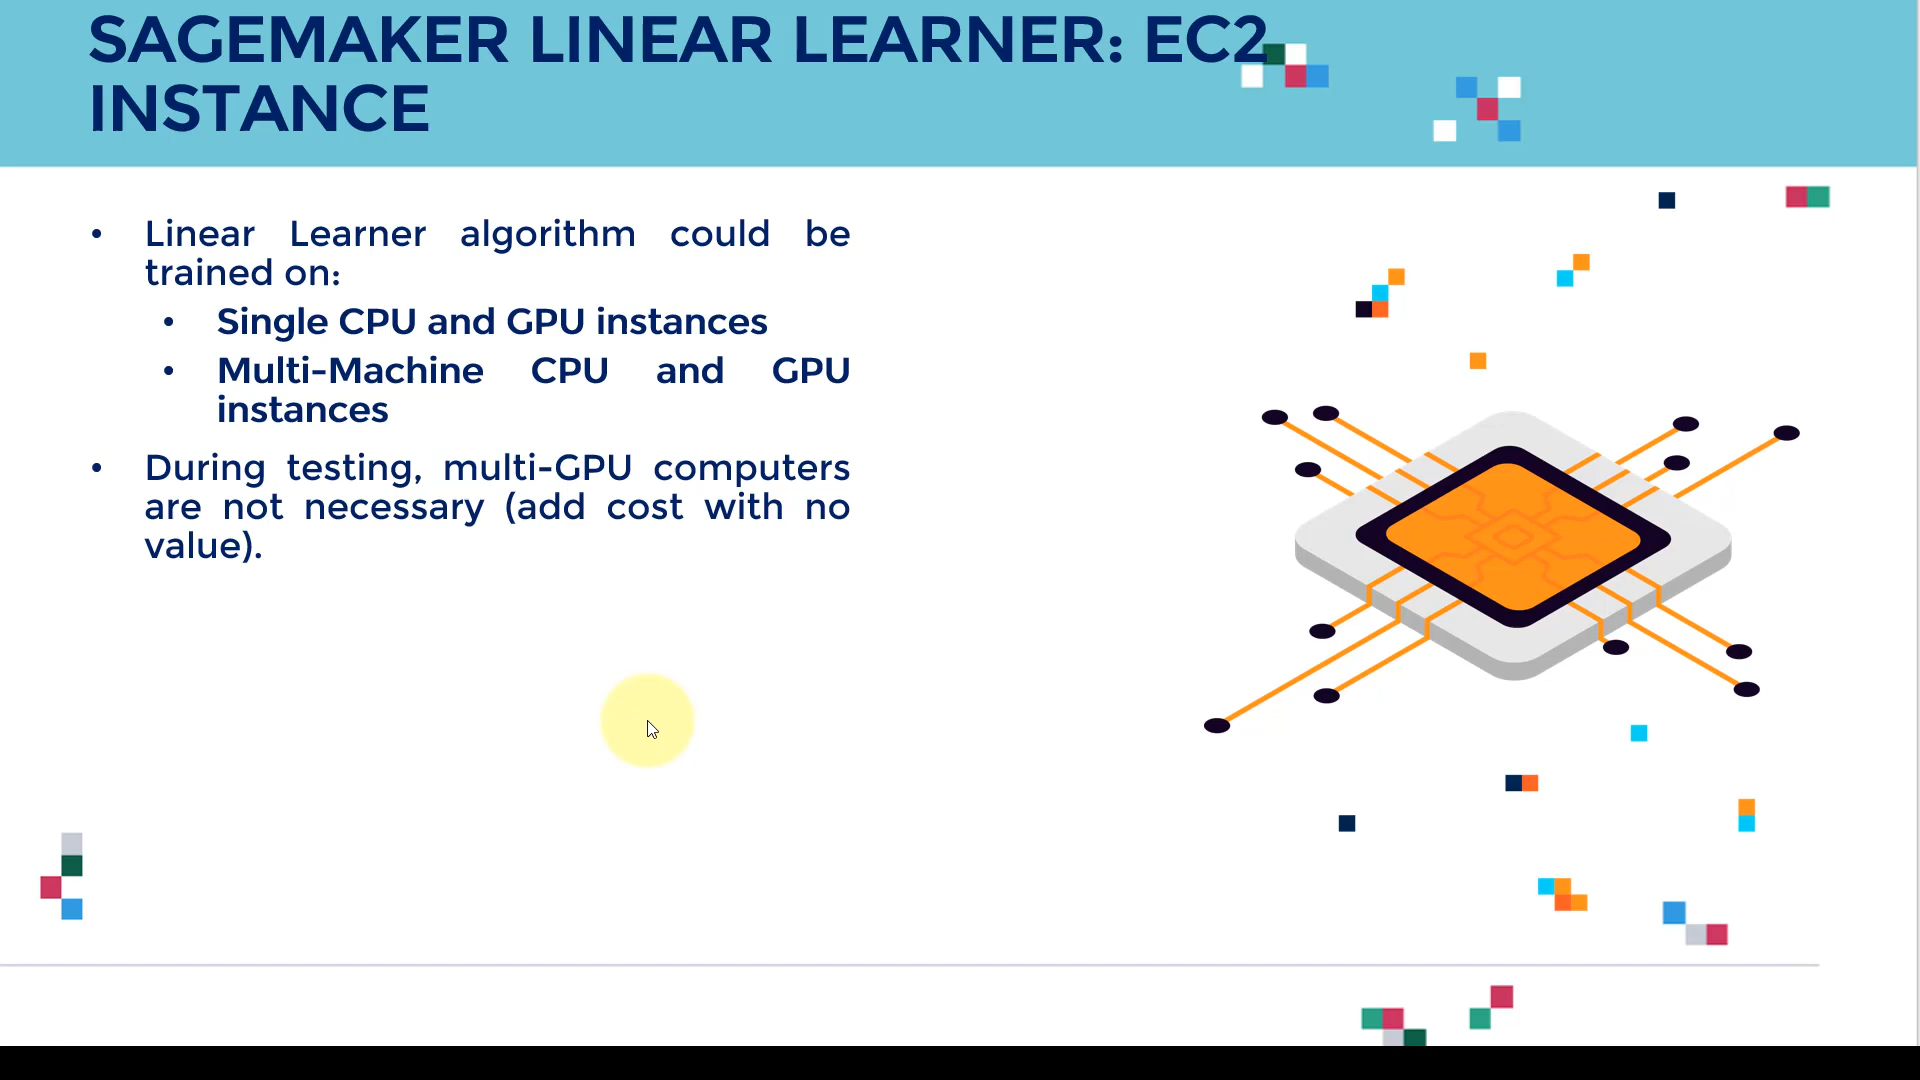 SAGEMAKER LINEAR LEARNER: EC2
INSTANCE
• Linear Learner algorithm could be
trained on:
• Single CPU and GPU instances
• Multi-Machine CPU and GPU
instances
• During testing, multi-GPU computers
are not necessary (add cost with no
value).